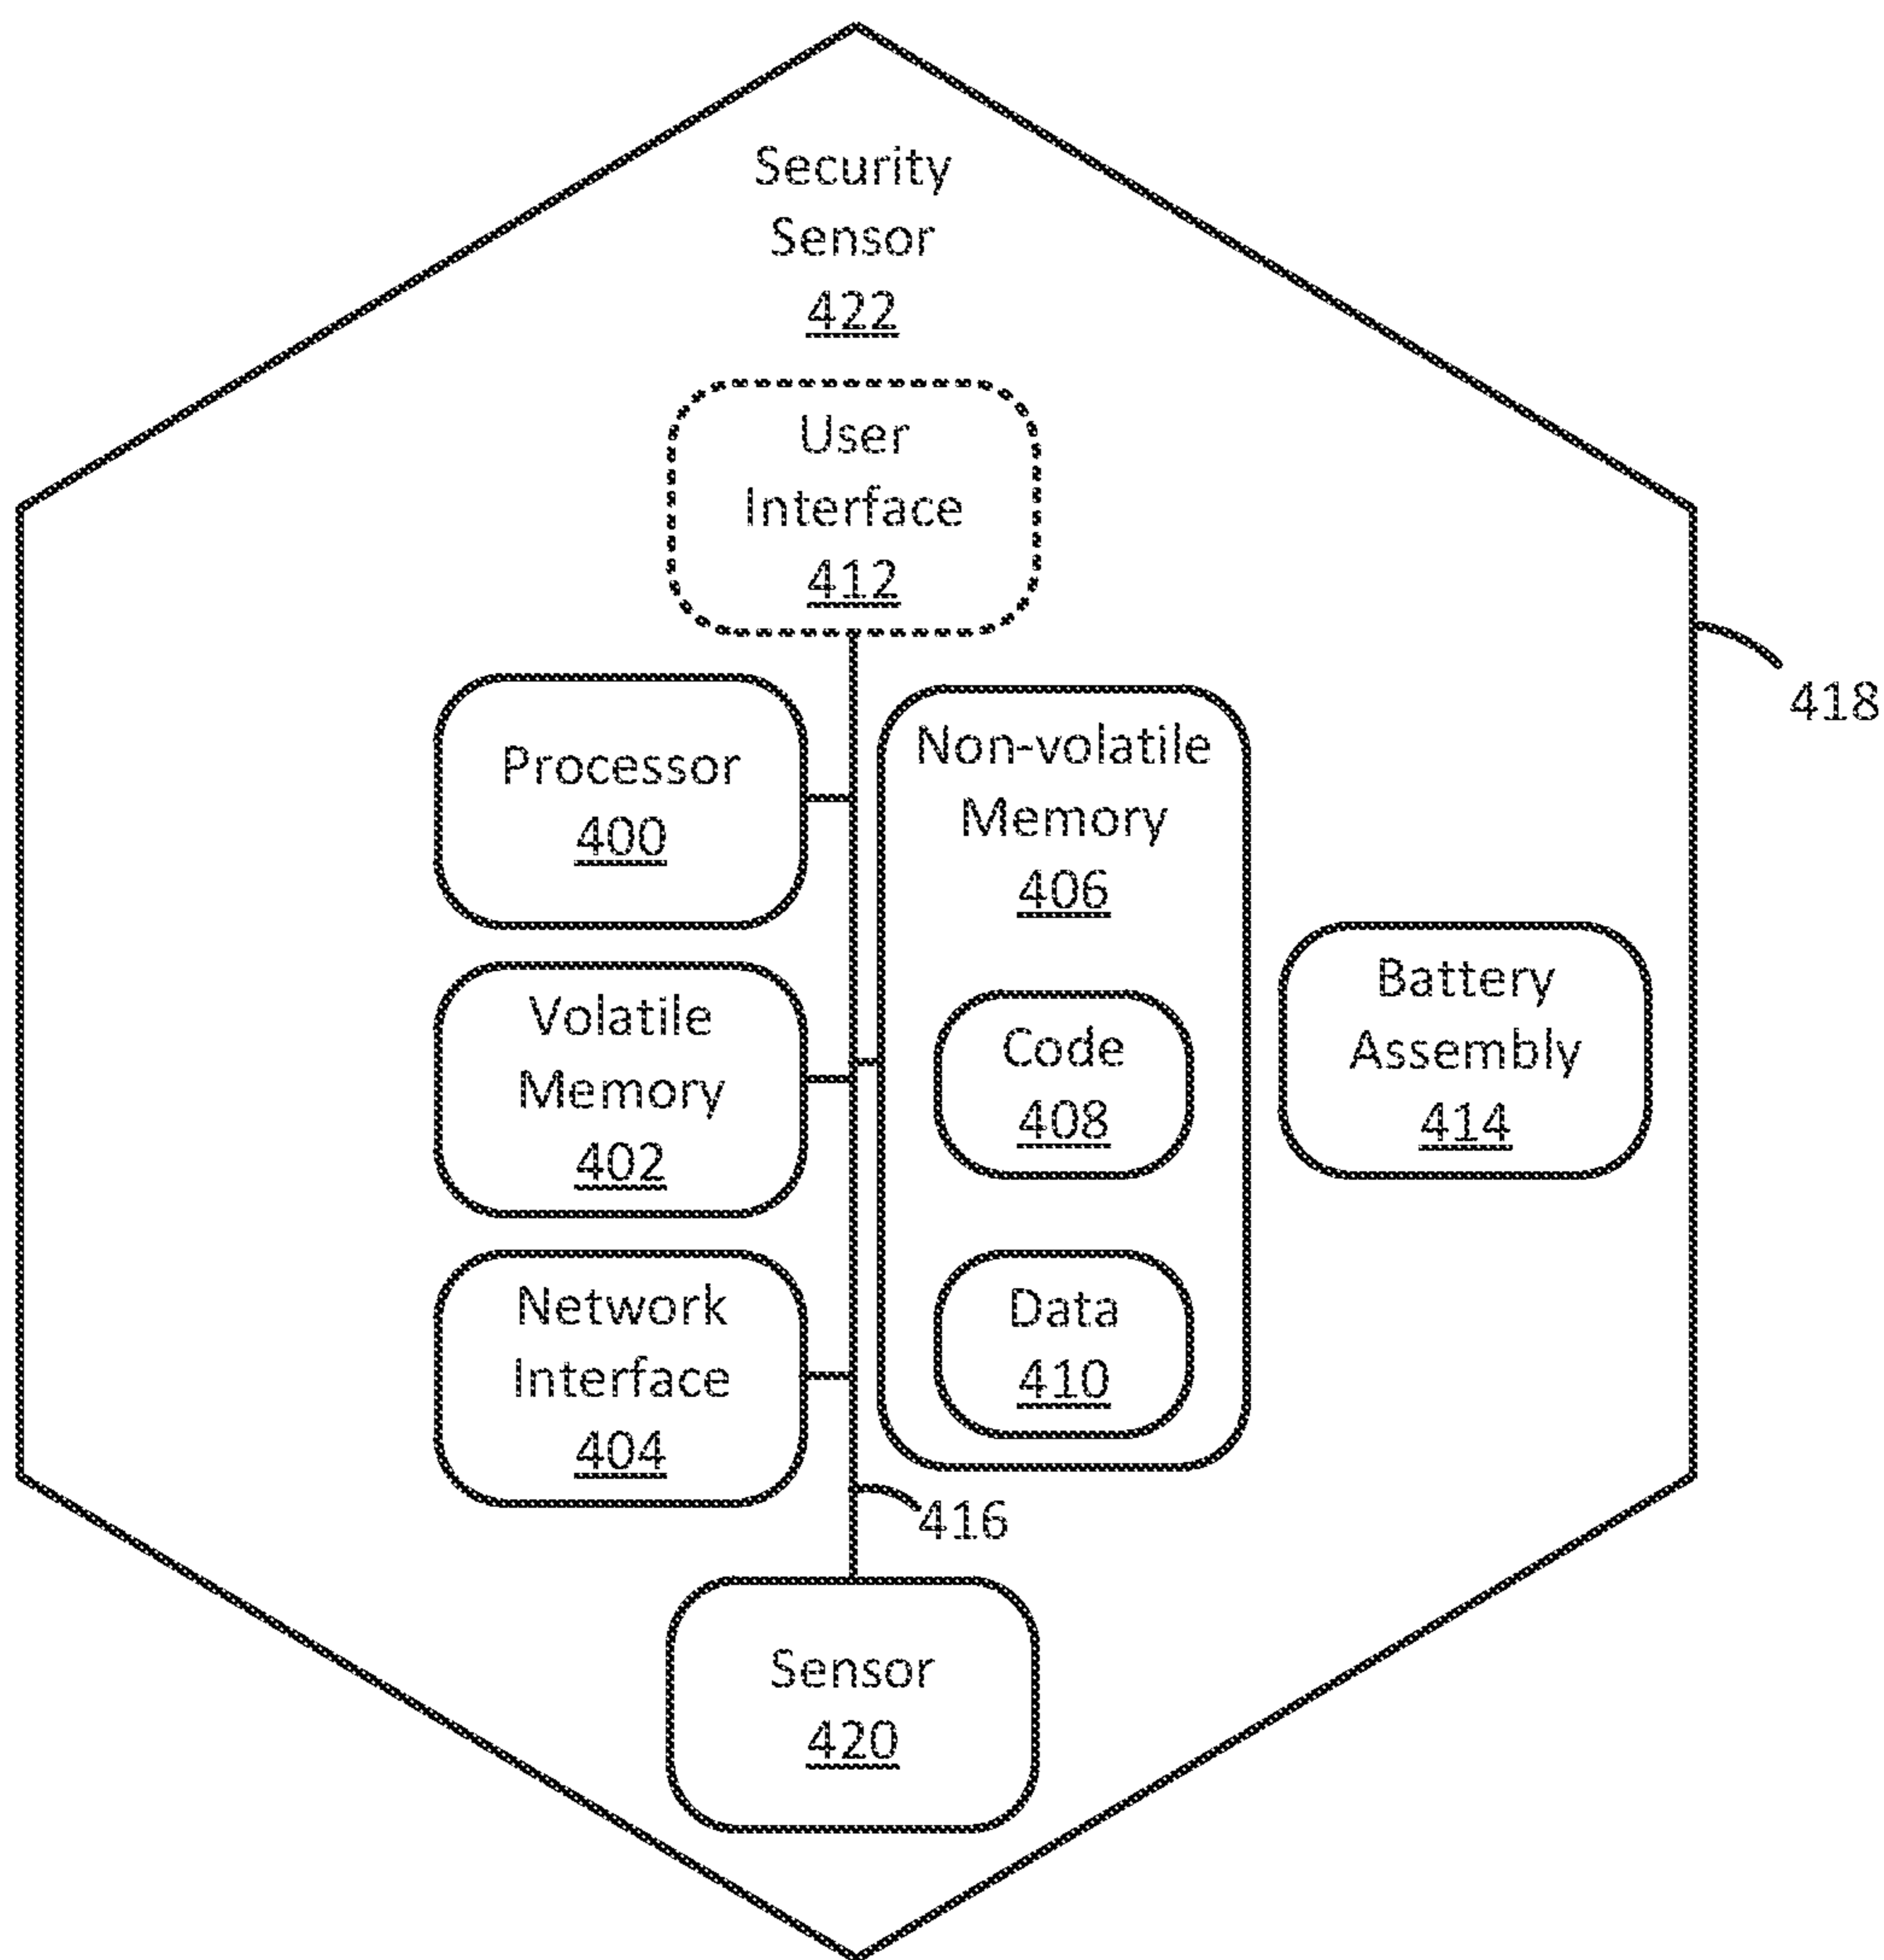 Security
Sensor
422
User
Interface
412
418
Processor
400
Non-volatile
Memory
406
Volatile
Memory
402
Code
408
Battery
Assembly
414
Network
Interface
404
Data
410
416
Sensor
420